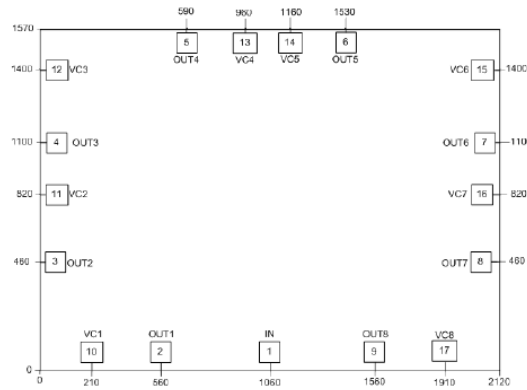 590 960 1160 1530
1570
5 13 14 6
OUT4 VC4 VC5 OUT5
1400 12 VC3 VC6 15 1400
1100 4 OUT3 OUT6 7 110
820 11 VC2 VC7 16 820
460 3 OUT2 OUT7 8 460
VC1 OUT1 IN OUT8 VC8
10 2 1 9 17
0
0 210 560 1060 1560 1910 2120